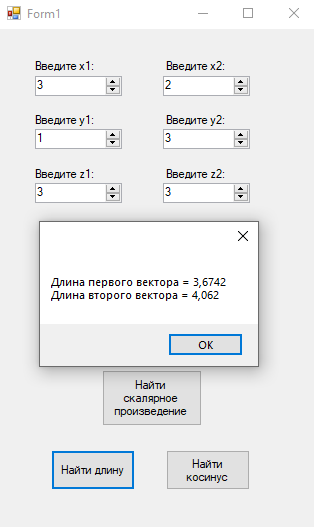 Form1
Введите x1:
Введите x2:
3
2
Введите y1:
Введите y2:
1
3
Введите z1:
Введите z2:
3
3
Длина первого вектора = 3,6742
Длина второго вектора = 4,062
OK
Найти
скалярное
произведение
Найти длину
Найти
косинус